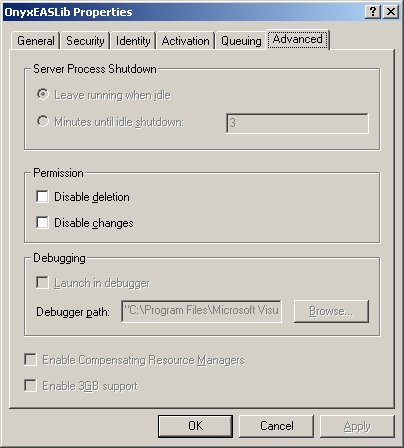 OnyxEASLib Properties
General Security Identity Activation Queuing Advanced
Server Process Shutdown
Leave running when idle
Minutes until idle shutdown: 3
Permission
Disable deletion
Disable changes
Debugging
Launch in debugger
Debugger path: "C:\Program Files\Microsoft Visu Browse...
Enable Compensating Resource Managers
Enable 3GB support
OK Cancel Apply